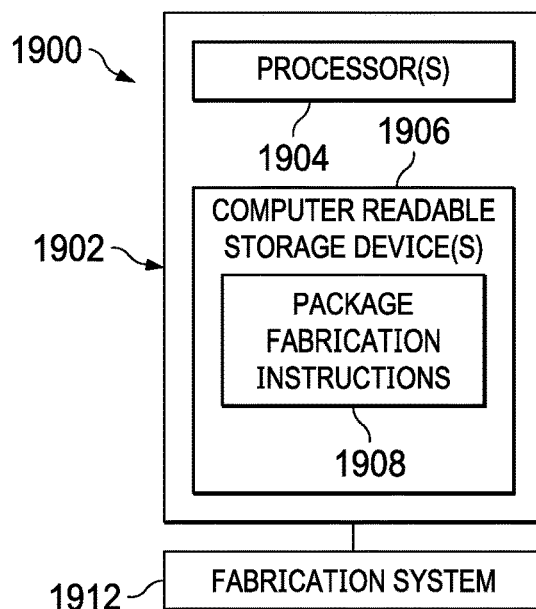 1900
PROCESSOR(S)
1904
1906
1902
COMPUTER READABLE
STORAGE DEVICE(S)
PACKAGE
FABRICATION
INSTRUCTIONS
1908
1912
FABRICATION SYSTEM